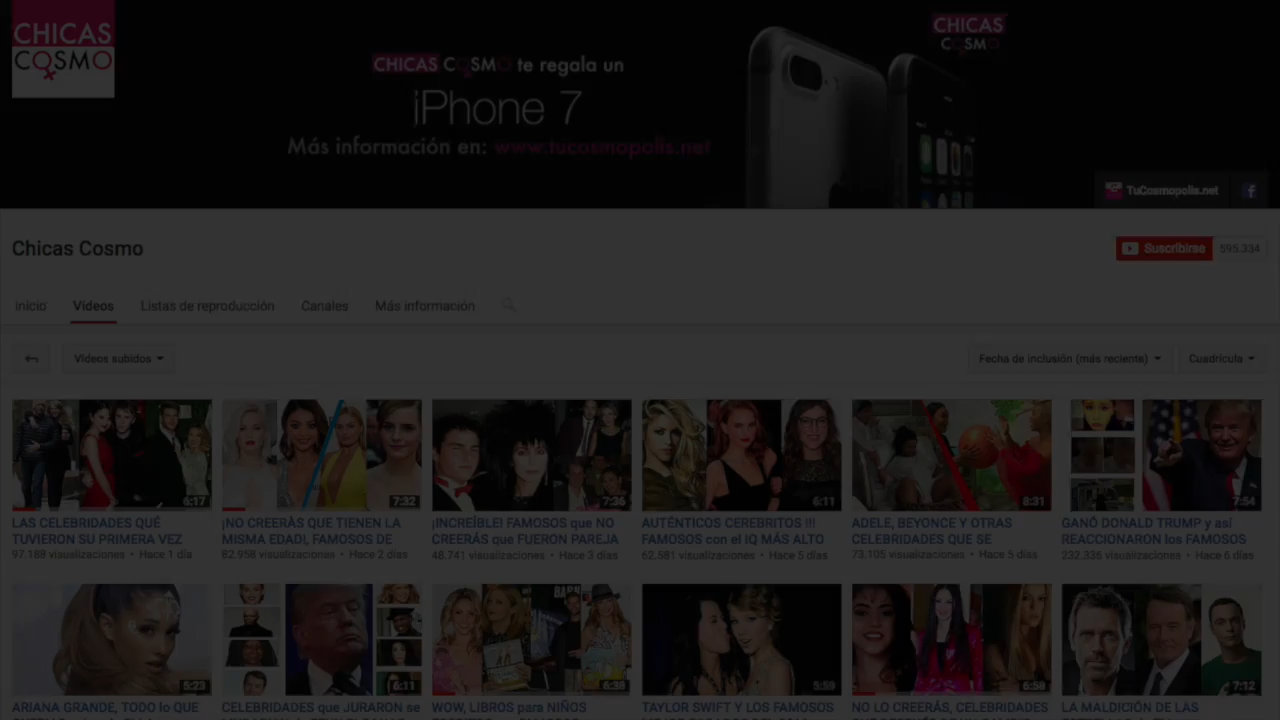 CHICAS
COSMO
CHICAS
COSMO
CHICAS COSMO te regala un
iPhone 7
Más información en: www.tucosmopolis.net
TuCosmopolis.net
Chicas Cosmo
Suscribirse 595.334
Inicio Vídeos Listas de reproducción Canales Más información
Vídeos subidos Fecha de inclusión (más reciente) Cuadrícula
6:17 7:32 7:36 6:11 8:31 7:54
LAS CELEBRIDADES QUÉ
TUVIERON SU PRIMERA VEZ
97.188 visualizaciones • Hace 1 día
¡NO CREERÁS QUE TIENEN LA
MISMA EDAD!, FAMOSOS DE
82.958 visualizaciones • Hace 2 días
¡INCREÍBLE! FAMOSOS que NO
CREERÁS que FUERON PAREJA
48.741 visualizaciones • Hace 3 días
AUTÉNTICOS CEREBRITOS !!!
FAMOSOS con el IQ MÁS ALTO
62.581 visualizaciones • Hace 5 días
ADELE, BEYONCE Y OTRAS
CELEBRIDADES QUE SE
73.105 visualizaciones • Hace 5 días
GANÓ DONALD TRUMP y así
REACCIONARON los FAMOSOS
232.336 visualizaciones • Hace 6 días
5:23 6:11 6:38 5:59 6:58 7:12
ARIANA GRANDE, TODO lo QUE
CELEBRIDADES que JURARON se
WOW, LIBROS para NIÑOS
TAYLOR SWIFT Y LOS FAMOSOS
NO LO CREERÁS, CELEBRIDADES
LA MALDICIÓN DE LAS